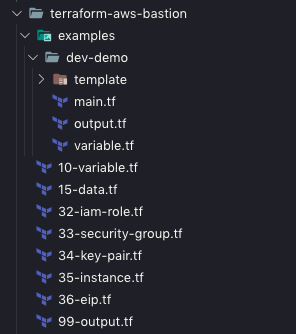 terraform-aws-bastion
examples
dev-demo
template
main.tf
output.tf
variable.tf
10-variable.tf
15-data.tf
32-iam-role.tf
33-security-group.tf
34-key-pair.tf
35-instance.tf
36-eip.tf
99-output.tf